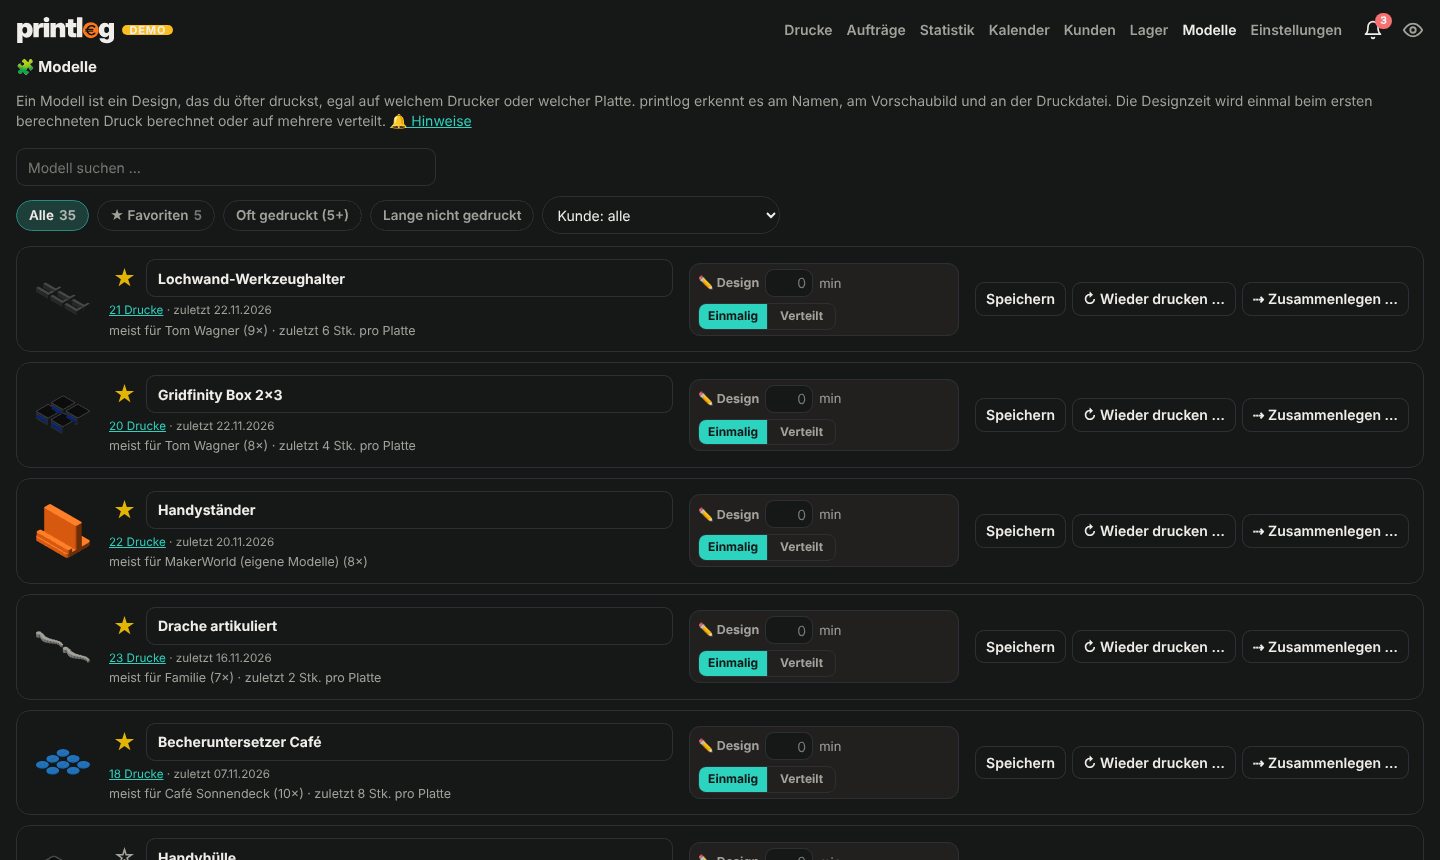 printlog DEMO
Drucke Aufträge Statistik Kalender Kunden Lager Modelle Einstellungen 3
🧩 Modelle
Ein Modell ist ein Design, das du öfter druckst, egal auf welchem Drucker oder welcher Platte. printlog erkennt es am Namen, am Vorschaubild und an der Druckdatei. Die Designzeit wird einmal beim ersten
berechneten Druck berechnet oder auf mehrere verteilt. 🔔 Hinweise
Modell suchen ...
Alle 35 ★ Favoriten 5 Oft gedruckt (5+) Lange nicht gedruckt Kunde: alle
★ Lochwand-Werkzeughalter
21 Drucke · zuletzt 22.11.2026
meist für Tom Wagner (9×) · zuletzt 6 Stk. pro Platte
✏️ Design 0 min
Einmalig Verteilt
Speichern ↻ Wieder drucken ... ⇢ Zusammenlegen ...
★ Gridfinity Box 2×3
20 Drucke · zuletzt 22.11.2026
meist für Tom Wagner (8×) · zuletzt 4 Stk. pro Platte
✏️ Design 0 min
Einmalig Verteilt
Speichern ↻ Wieder drucken ... ⇢ Zusammenlegen ...
★ Handyständer
22 Drucke · zuletzt 20.11.2026
meist für MakerWorld (eigene Modelle) (8×)
✏️ Design 0 min
Einmalig Verteilt
Speichern ↻ Wieder drucken ... ⇢ Zusammenlegen ...
★ Drache artikuliert
23 Drucke · zuletzt 16.11.2026
meist für Familie (7×) · zuletzt 2 Stk. pro Platte
✏️ Design 0 min
Einmalig Verteilt
Speichern ↻ Wieder drucken ... ⇢ Zusammenlegen ...
★ Becheruntersetzer Café
18 Drucke · zuletzt 07.11.2026
meist für Café Sonnendeck (10×) · zuletzt 8 Stk. pro Platte
✏️ Design 0 min
Einmalig Verteilt
Speichern ↻ Wieder drucken ... ⇢ Zusammenlegen ...
☆ Handyhülle